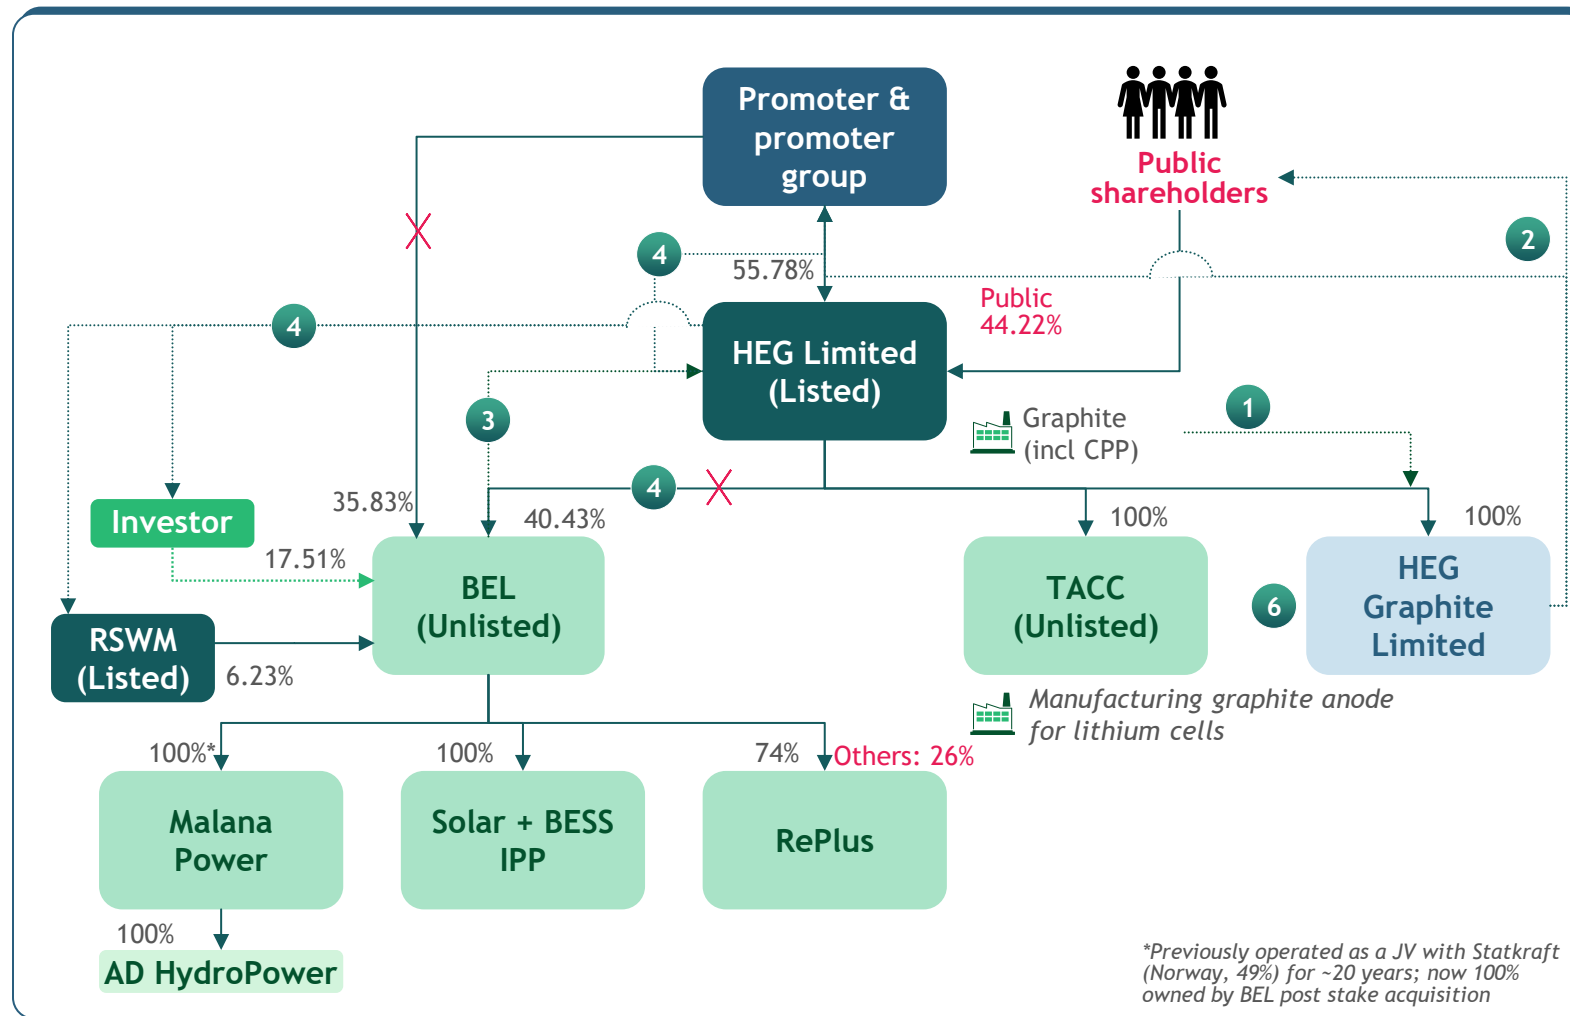 Promoter &
promoter
group
Public
shareholders
2
4
55.78%
Public
44.22%
4
HEG Limited
(Listed)
3
1
Graphite
(incl CPP)
4
35.83%
40.43%
100%
100%
Investor
17.51%
BEL
(Unlisted)
TACC
(Unlisted)
6
HEG
Graphite
Limited
RSWM
(Listed)
6.23%
Manufacturing graphite anode
for lithium cells
100%*
100%
74%
Others: 26%
Malana
Power
Solar + BESS
IPP
RePlus
100%
AD HydroPower
*Previously operated as a JV with Statkraft
(Norway, 49%) for ~20 years; now 100%
owned by BEL post stake acquisition